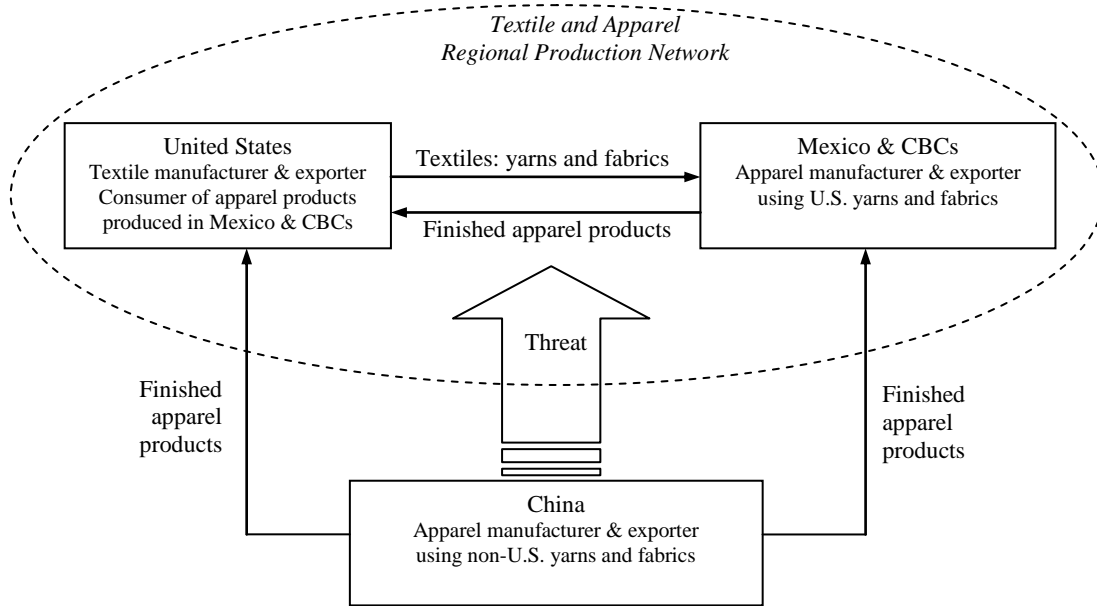 Textile and Apparel
Regional Production Network
United States
Textile manufacturer & exporter
Consumer of apparel products
produced in Mexico & CBCs
Textiles: yarns and fabrics
Finished apparel products
Mexico & CBCs
Apparel manufacturer & exporter
using U.S. yarns and fabrics
Threat
Finished
apparel
products
Finished
apparel
products
China
Apparel manufacturer & exporter
using non-U.S. yarns and fabrics